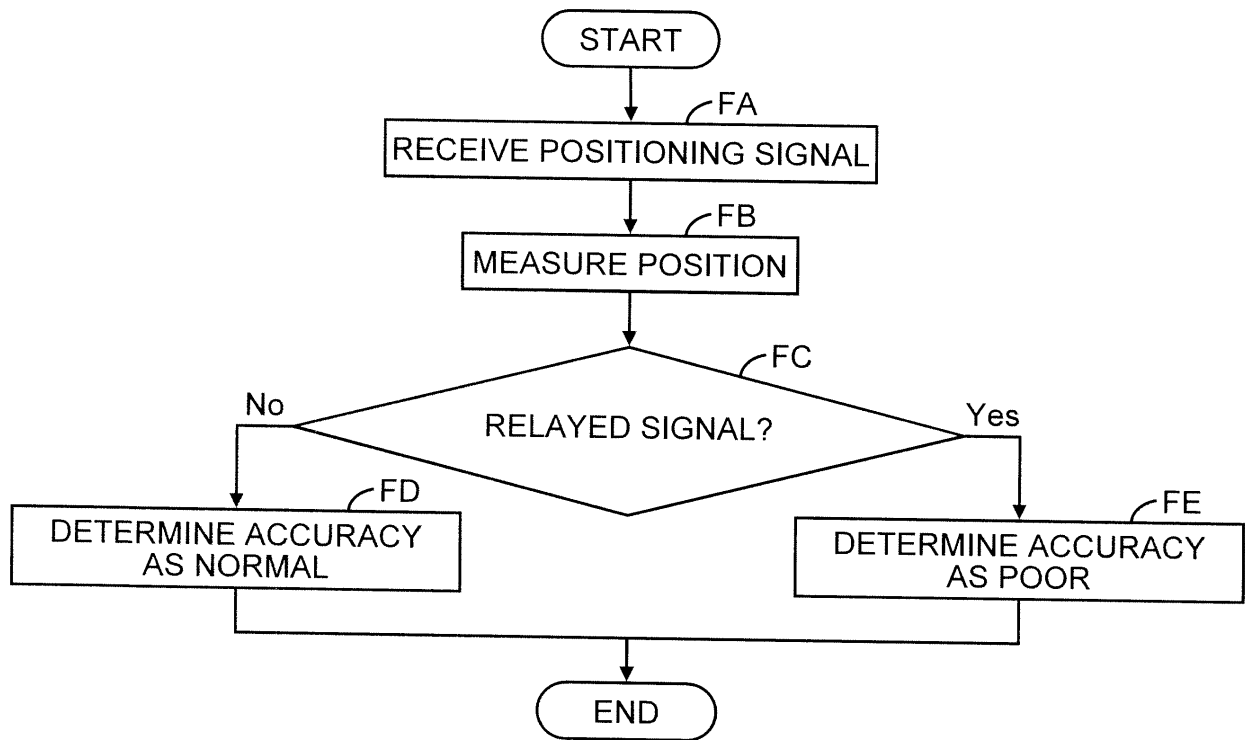 START
FA
RECEIVE POSITIONING SIGNAL
FB
MEASURE POSITION
FC
RELAYED SIGNAL?
No
Yes
FD
DETERMINE ACCURACY
AS NORMAL
FE
DETERMINE ACCURACY
AS POOR
END